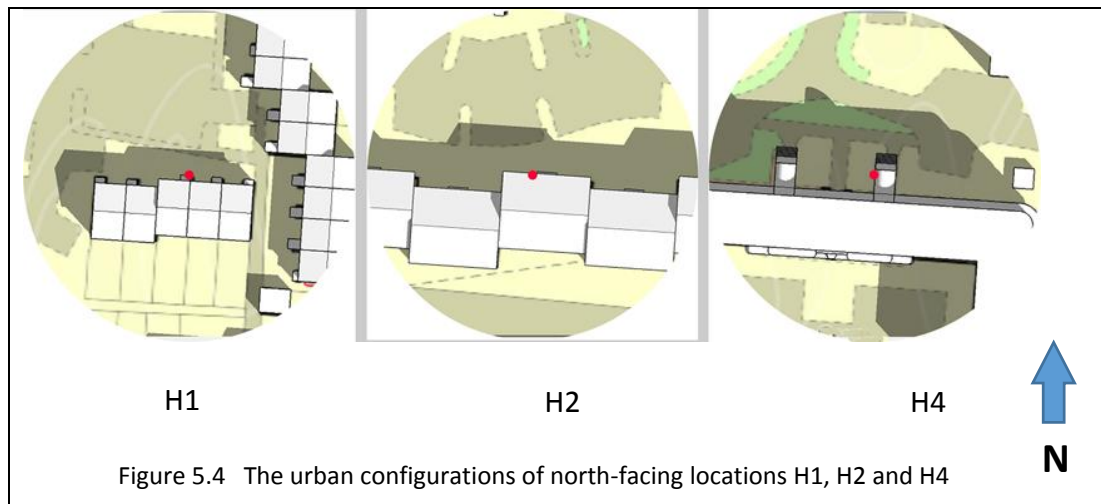 H1 H2 H4
N
Figure 5.4 The urban configurations of north-facing locations H1, H2 and H4